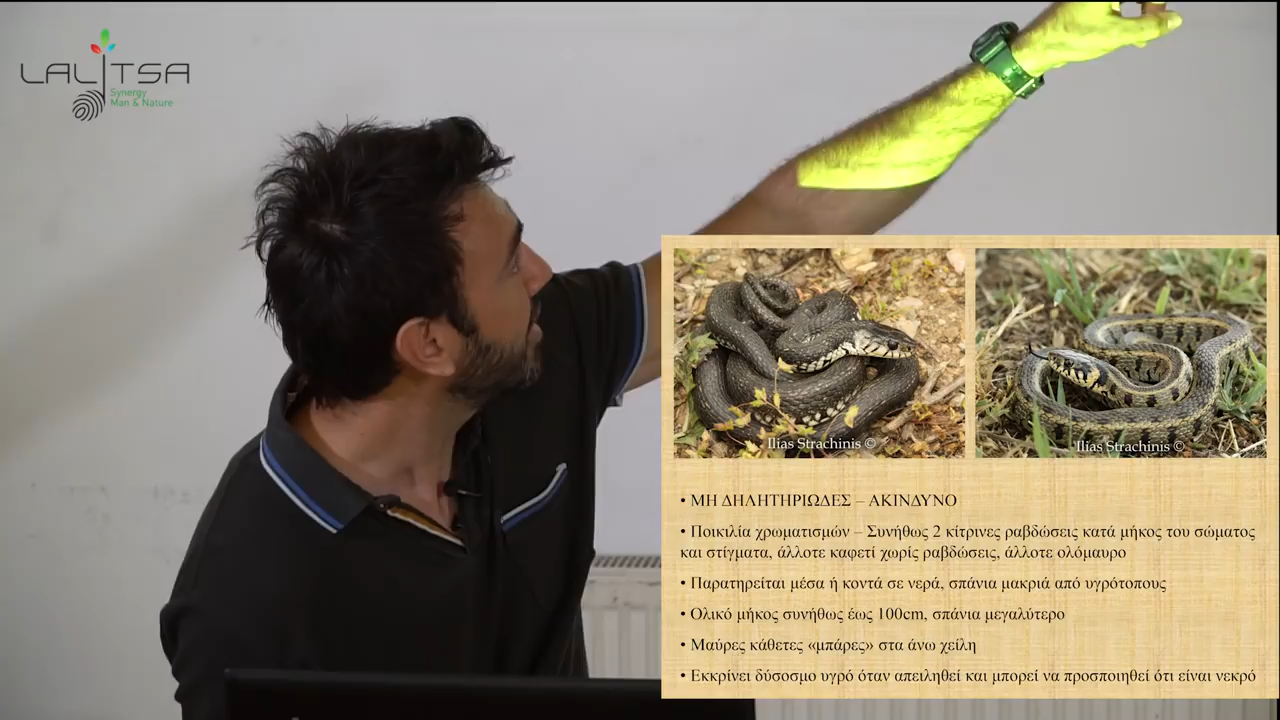 LALITSA
Synergy
Man & Nature
Ilias Strachinis ©
Ilias Strachinis ©
• ΜΗ ΔΗΛΗΤΗΡΙΩΔΕΣ – ΑΚΙΝΔΥΝΟ
• Ποικιλία χρωματισμών – Συνήθως 2 κίτρινες ραβδώσεις κατά μήκος του σώματος
και στίγματα, άλλοτε καφετί χωρίς ραβδώσεις, άλλοτε ολόμαυρο
• Παρατηρείται μέσα ή κοντά σε νερά, σπάνια μακριά από υγρότοπους
• Ολικό μήκος συνήθως έως 100cm, σπάνια μεγαλύτερο
• Μαύρες κάθετες «μπάρες» στα άνω χείλη
• Εκκρίνει δύσοσμο υγρό όταν απειληθεί και μπορεί να προσποιηθεί ότι είναι νεκρό